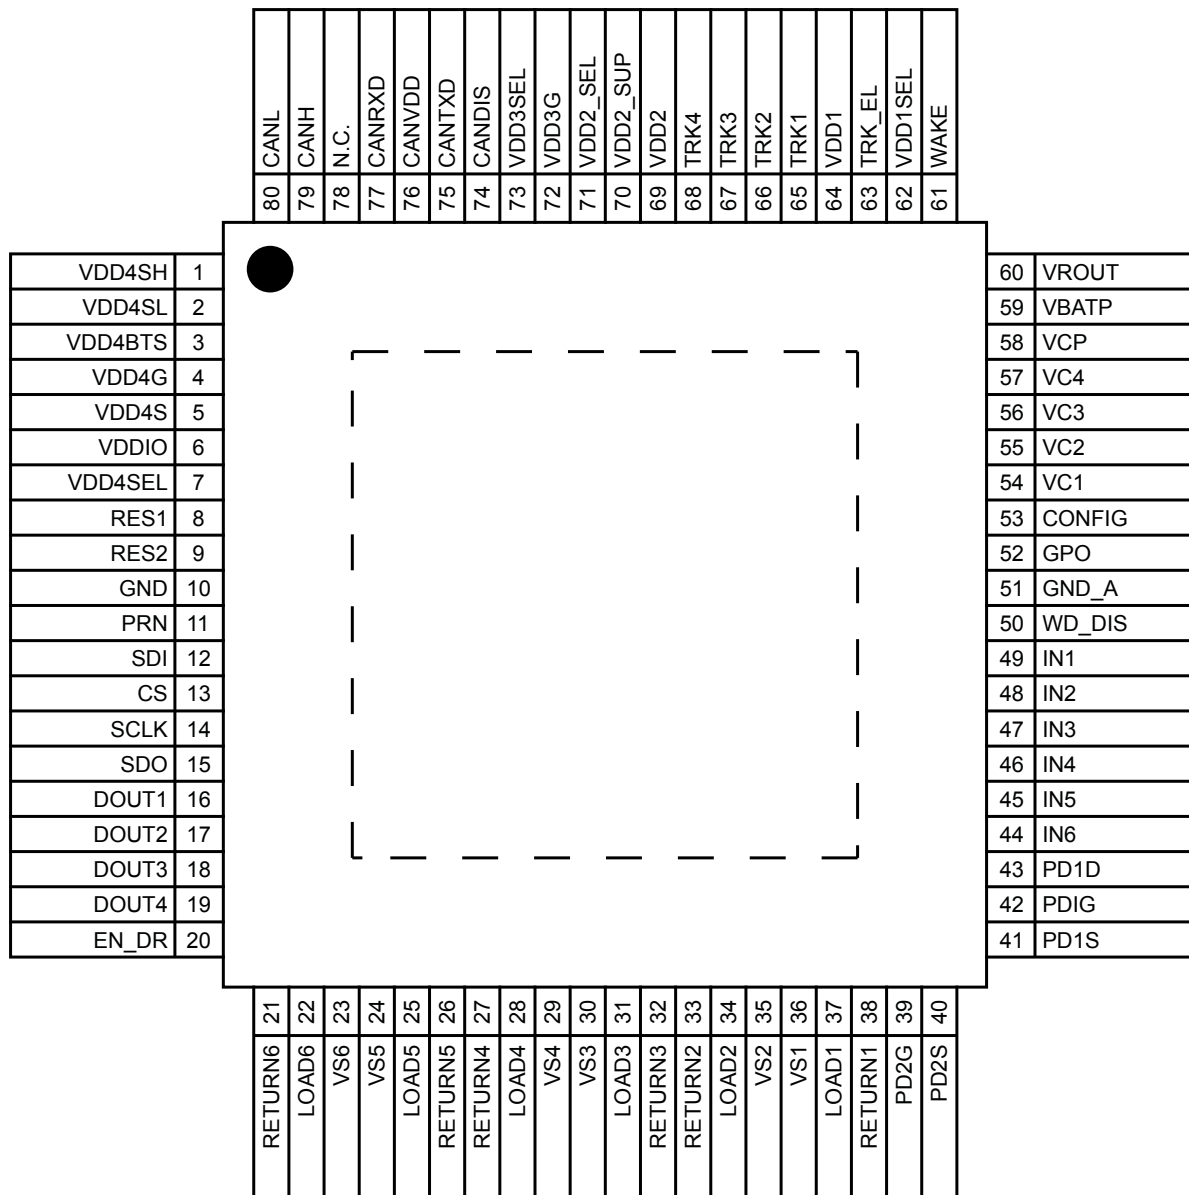 CANL
CANH
N.C.
CANRXD
CANVDD
CANTXD
CANDIS
VDD3SEL
VDD3G
VDD2_SEL
VDD2_SUP
VDD2
TRK4
TRK3
TRK2
TRK1
VDD1
TRK_EL
VDD1SEL
WAKE
80 79 78 77 76 75 74 73 72 71 70 69 68 67 66 65 64 63 62 61
VDD4SH 1
VDD4SL 2
VDD4BTS 3
VDD4G 4
VDD4S 5
VDDIO 6
VDD4SEL 7
RES1 8
RES2 9
GND 10
PRN 11
SDI 12
CS 13
SCLK 14
SDO 15
DOUT1 16
DOUT2 17
DOUT3 18
DOUT4 19
EN_DR 20
60 VROUT
59 VBATP
58 VCP
57 VC4
56 VC3
55 VC2
54 VC1
53 CONFIG
52 GPO
51 GND_A
50 WD_DIS
49 IN1
48 IN2
47 IN3
46 IN4
45 IN5
44 IN6
43 PD1D
42 PDIG
41 PD1S
21 22 23 24 25 26 27 28 29 30 31 32 33 34 35 36 37 38 39 40
RETURN6
LOAD6
VS6
VS5
LOAD5
RETURN5
RETURN4
LOAD4
VS4
VS3
LOAD3
RETURN3
RETURN2
LOAD2
VS2
VS1
LOAD1
RETURN1
PD2G
PD2S